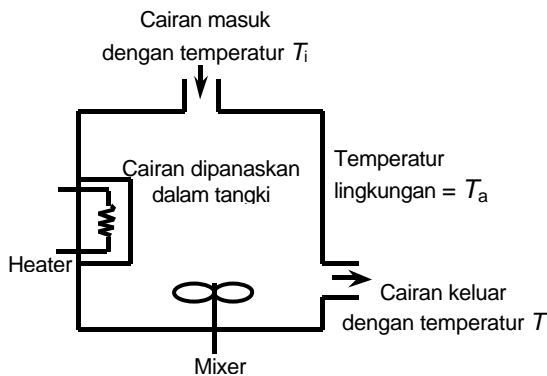 Cairan masuk
dengan temperatur Ti
Cairan dipanaskan
dalam tangki
Temperatur
lingkungan = Ta
Heater
Cairan keluar
dengan temperatur T
Mixer